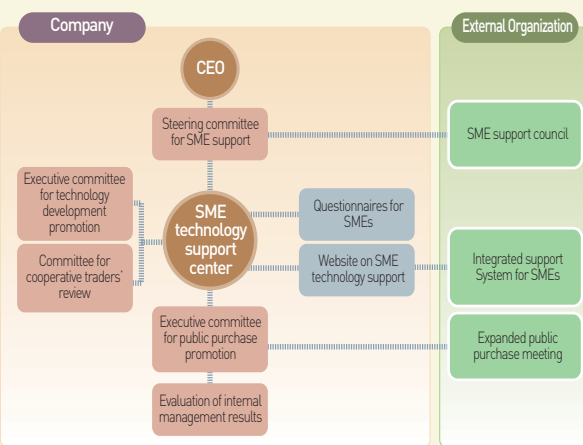 Company
External Organization
CEO
Steering committee
for SME support
SME support council
Executive committee
for technology
development
promotion
Committee for
cooperative traders'
review
SME
technology
support
center
Questionnaires for
SMEs
Website on SME
technology support
Integrated support
System for SMEs
Executive committee
for public purchase
promotion
Expanded public
purchase meeting
Evaluation of internal
management results